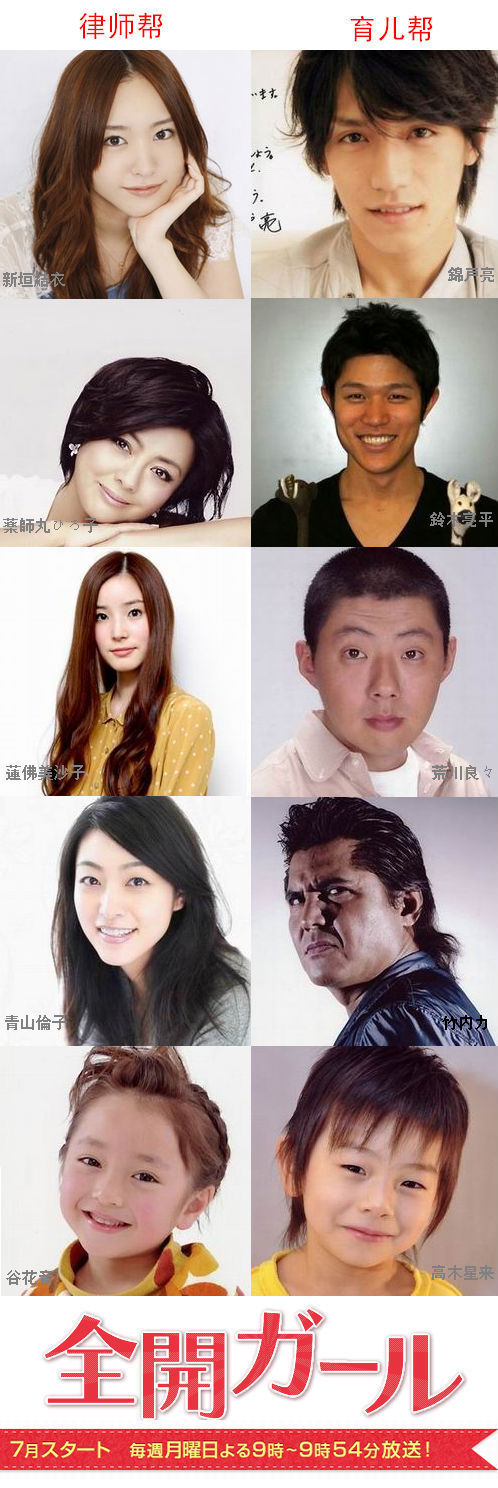 律师帮
育儿帮
新垣結衣
錦戸亮
薬師丸ひろ子
鈴木亮平
蓮佛美沙子
荒川良々
青山倫子
竹内力
谷花音
高木星来
全開ガール
7月スタート 毎週月曜日よる9時~9時54分放送!